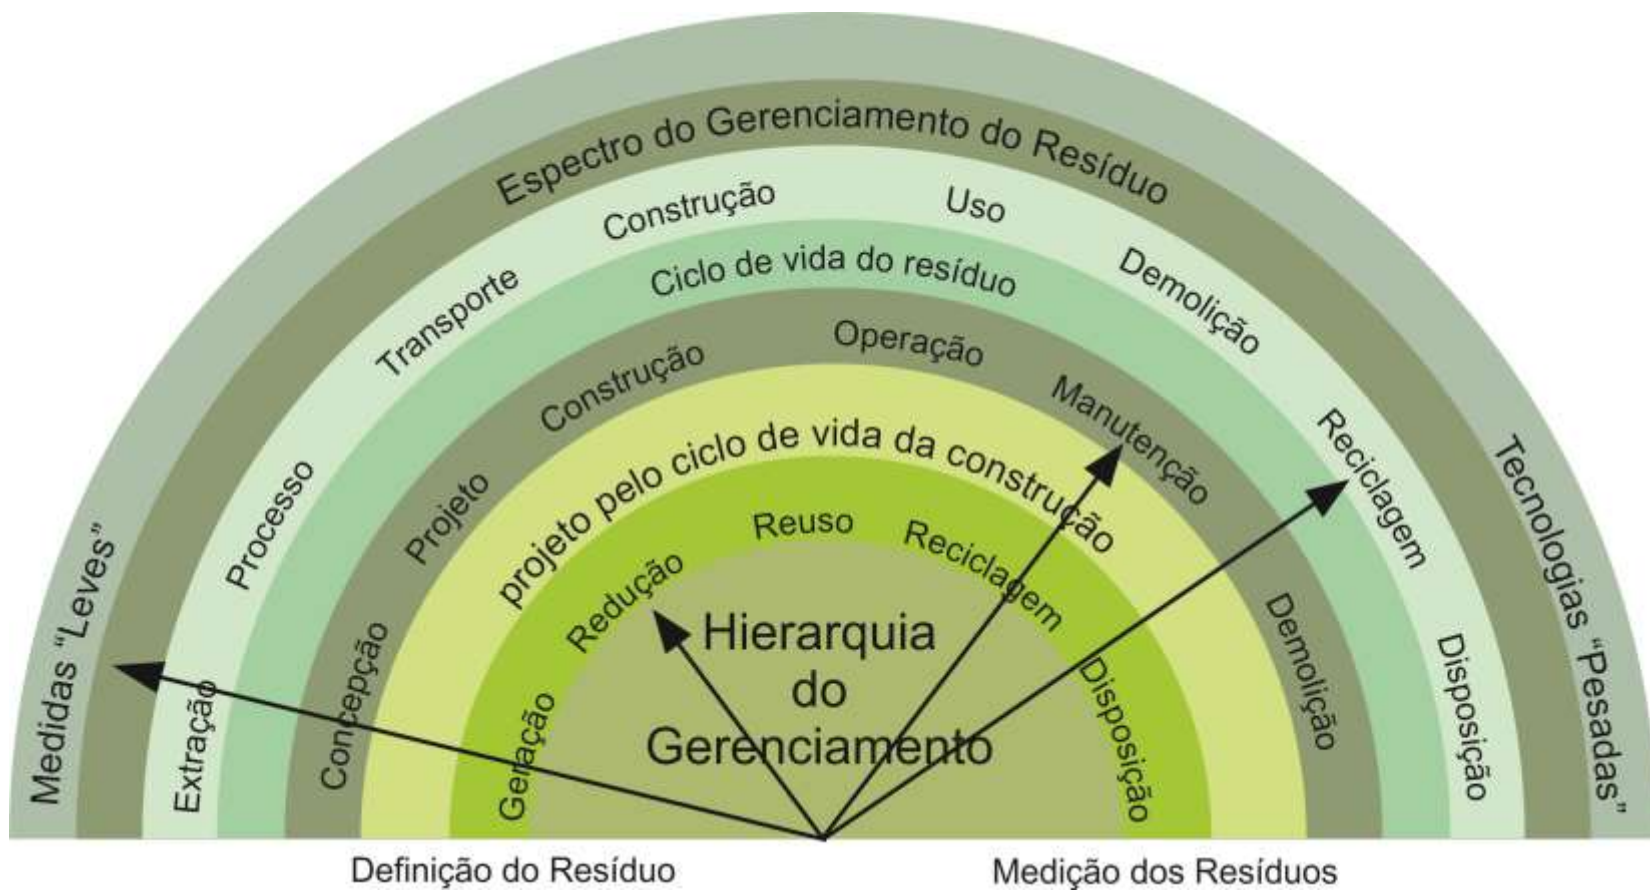 Medidas “Leves”
Tecnologias “Pesadas”
Espectro do Gerenciamento do Resíduo
Extração
Processo
Transporte
Construção
Uso
Demolição
Reciclagem
Disposição
Ciclo de vida do resíduo
Concepção
Projeto
Construção
Operação
Manutenção
Demolição
projeto pelo ciclo de vida da construção
Geração
Redução
Reuso
Reciclagem
Disposição
Hierarquia
do
Gerenciamento
Definição do Resíduo
Medição dos Resíduos